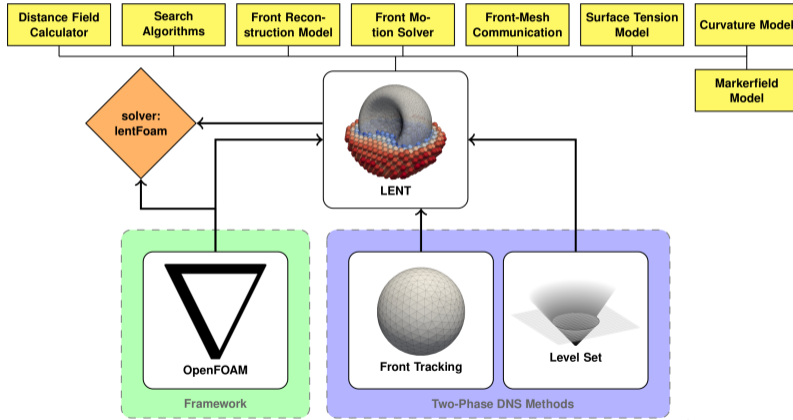 Distance Field
Calculator
Search
Algorithms
Front Recon-
struction Model
Front Mo-
tion Solver
Front-Mesh
Communication
Surface Tension
Model
Curvature Model
Markerfield
Model
solver:
lentFoam
LENT
OpenFOAM
Front Tracking
Level Set
Framework
Two-Phase DNS Methods